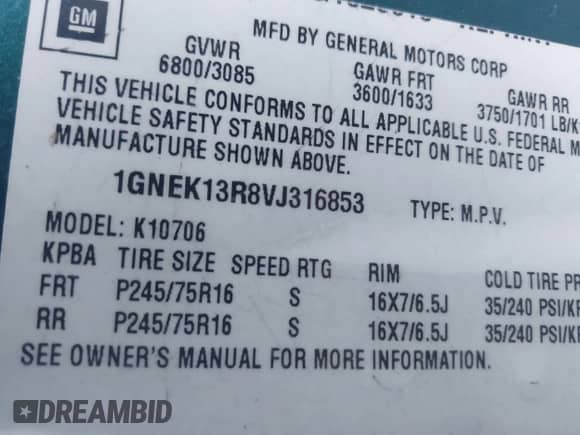 GM
MFD BY GENERAL MOTORS CORP
GVWR GAWR FRT GAWR RR
6800/3085 3600/1633 3750/1701 LB/K
THIS VEHICLE CONFORMS TO ALL APPLICABLE U.S. FEDERAL M
VEHICLE SAFETY STANDARDS IN EFFECT ON THE DATE OF
MANUFACTURE SHOWN ABOVE.
1GNEK13R8VJ316853 TYPE: M.P.V.
MODEL: K10706
KPBA TIRE SIZE SPEED RTG RIM COLD TIRE PR
FRT P245/75R16 S 16X7/6.5J 35/240 PSI/KP
RR P245/75R16 S 16X7/6.5J 35/240 PSI/K
SEE OWNER'S MANUAL FOR MORE INFORMATION.
DREAMBID